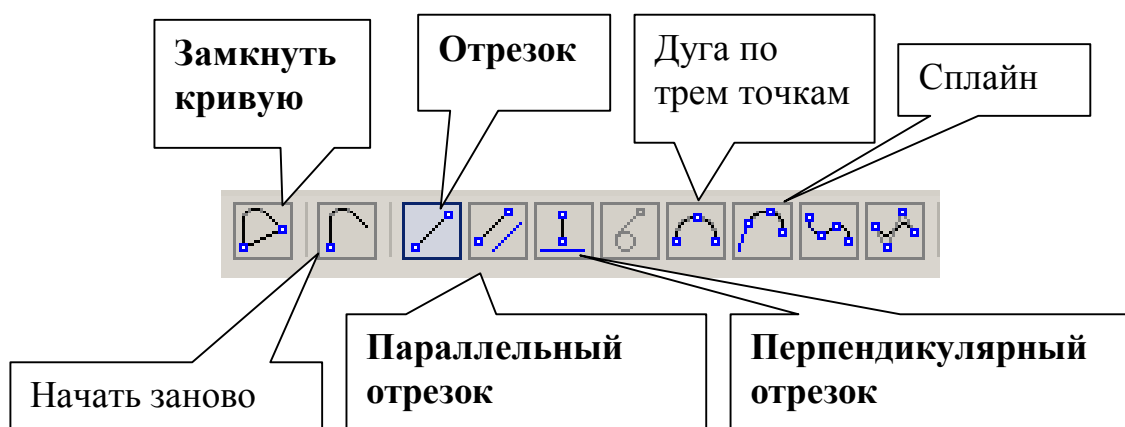 Замкнуть
кривую
Отрезок
Дуга по
трем точкам
Сплайн
Начать заново
Параллельный
отрезок
Перпендикулярный
отрезок